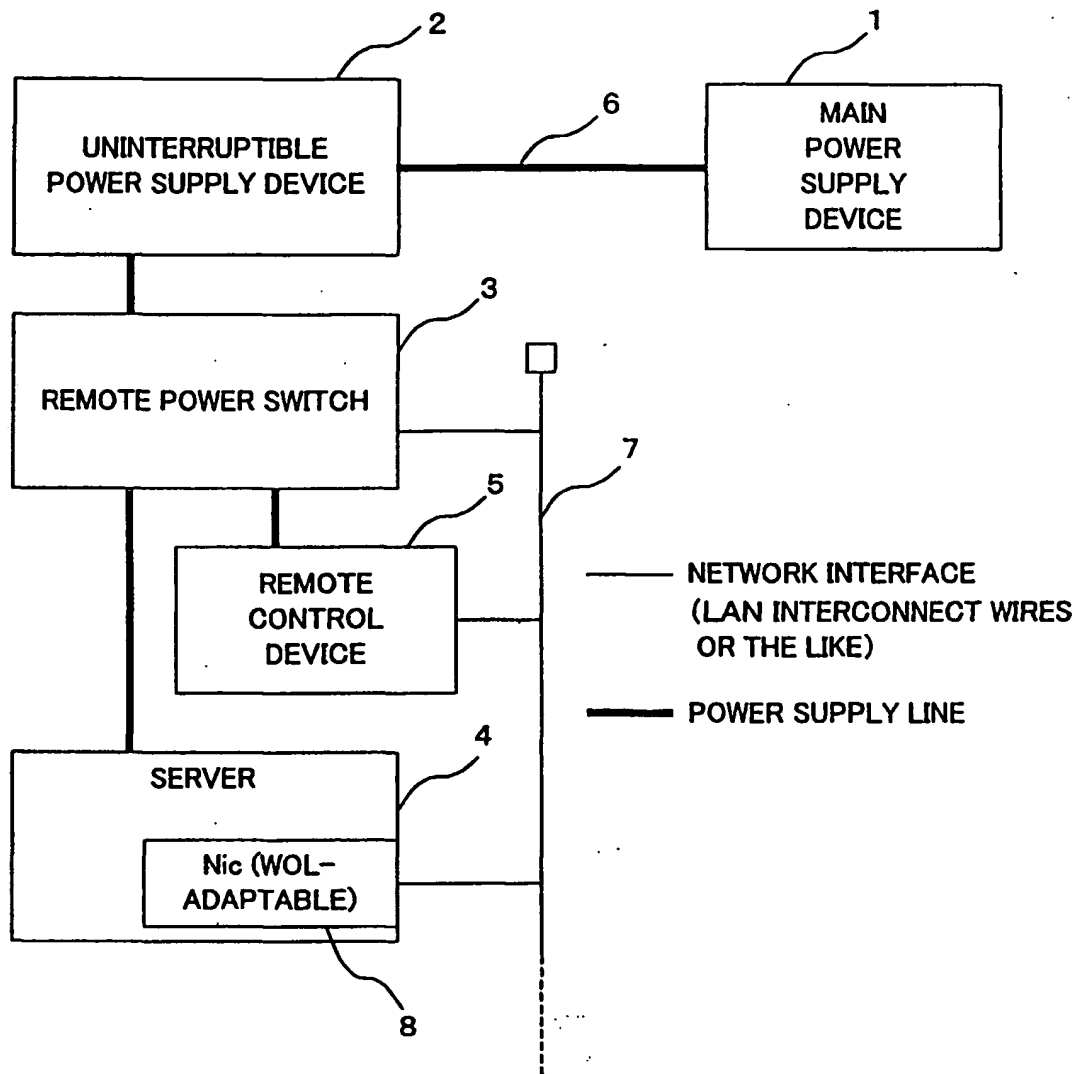 2
1
UNINTERRUPTIBLE
POWER SUPPLY DEVICE
6
MAIN
POWER
SUPPLY
DEVICE
3
REMOTE POWER SWITCH
7
5
REMOTE
CONTROL
DEVICE
NETWORK INTERFACE
(LAN INTERCONNECT WIRES
OR THE LIKE)
POWER SUPPLY LINE
4
SERVER
Nic (WOL-
ADAPTABLE)
8